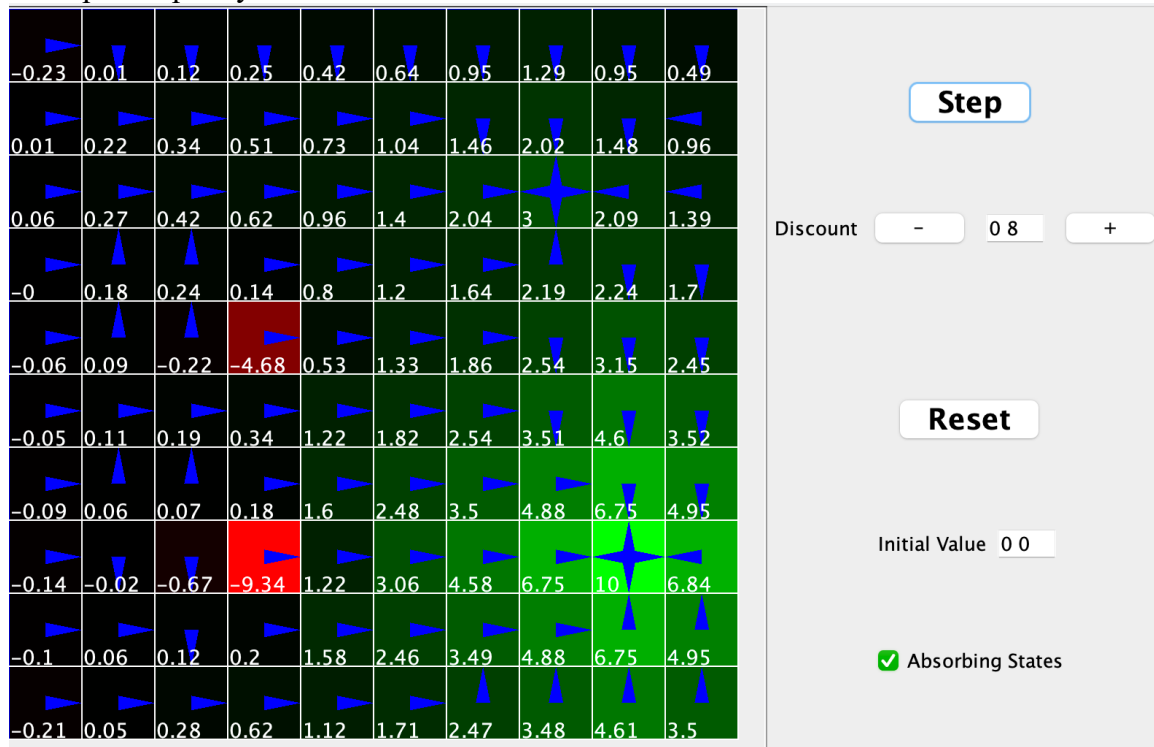 -0.23 0.01 0.12 0.25 0.42 0.64 0.95 1.29 0.95 0.49
Step
0.01 0.22 0.34 0.51 0.73 1.04 1.46 2.02 1.48 0.96
0.06 0.27 0.42 0.62 0.96 1.4 2.04 3 2.09 1.39
Discount - 0 8 +
-0 0.18 0.24 0.14 0.8 1.2 1.64 2.19 2.24 1.7
-0.06 0.09 -0.22 -4.68 0.53 1.33 1.86 2.54 3.15 2.45
-0.05 0.11 0.19 0.34 1.22 1.82 2.54 3.51 4.6 3.52
Reset
-0.09 0.06 0.07 0.18 1.6 2.48 3.5 4.88 6.75 4.95
Initial Value 0 0
-0.14 -0.02 -0.67 -9.34 1.22 3.06 4.58 6.75 10 6.84
-0.1 0.06 0.12 0.2 1.58 2.46 3.49 4.88 6.75 4.95
Absorbing States
-0.21 0.05 0.28 0.62 1.12 1.71 2.47 3.48 4.61 3.5